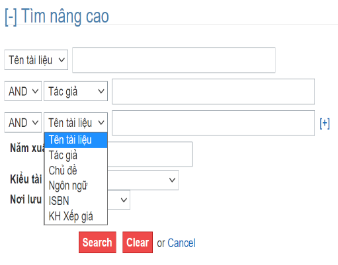 [-] Tìm nâng cao
Tên tài liệu
AND Tác giả
AND Tên tài liệu [+]
Tên tài liệu
Năm xuấ
Tác giả
Chủ đề
Kiểu tài
Ngôn ngữ
Nơi lưu
ISBN
KH Xếp giá
Search Clear or Cancel